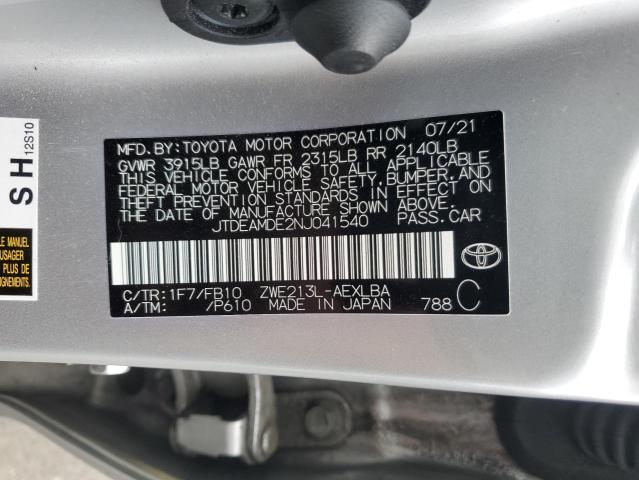 MFD.BY:TOYOTA MOTOR CORPORATION 07/21
GVWR 3915LB GAWR FR 2315LB RR 2140LB
THIS VEHICLE CONFORMS TO ALL APPLICABLE
FEDERAL MOTOR VEHICLE SAFETY, BUMPER, AND
THEFT PREVENTION STANDARDS IN EFFECT ON
THE DATE OF MANUFACTURE SHOWN ABOVE.
JTDEAMDE2NJ041540 PASS.CAR
C/TR:1F7/FB10 ZWE213L-AEXLBA C
A/TM: /P610 MADE IN JAPAN 788
SH
12S10
MANUEL
AGER